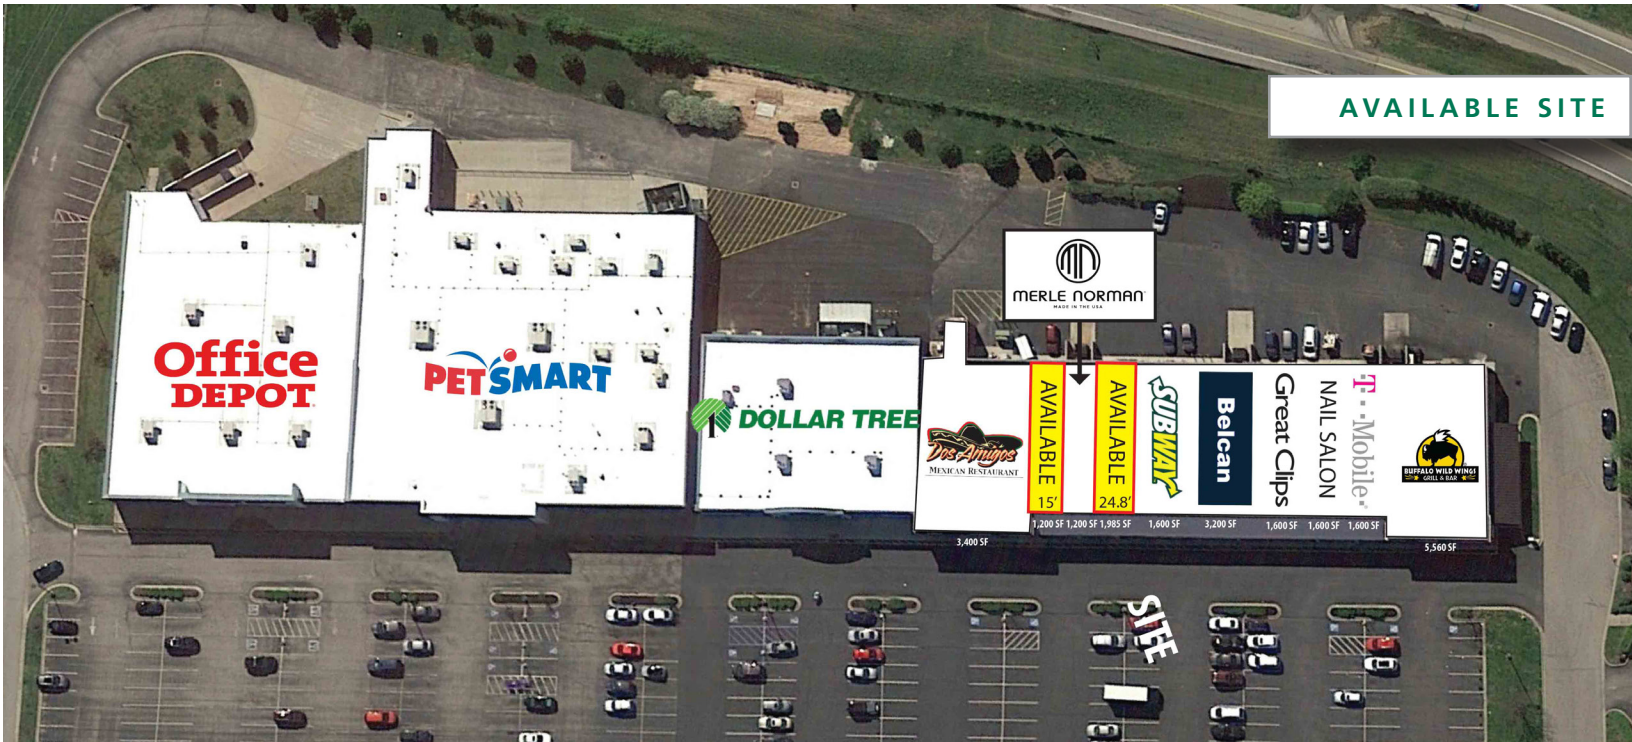 AVAILABLE SITE
MERLE NORMAN
MADE IN THE USA
Office
DEPOT
PETSMART
DOLLAR TREE
Dos Amigos
MEXICAN RESTAURANT
AVAILABLE
15'
AVAILABLE
24.8'
SUBWAY
Belcan
Great Clips
NAIL SALON
T··Mobile·
BUFFALO WILD WINGS
GRILL & BAR
3,400 SF
1,200 SF
1,200 SF
1,985 SF
1,600 SF
3,200 SF
1,600 SF
1,600 SF
1,600 SF
5,560 SF
SITE